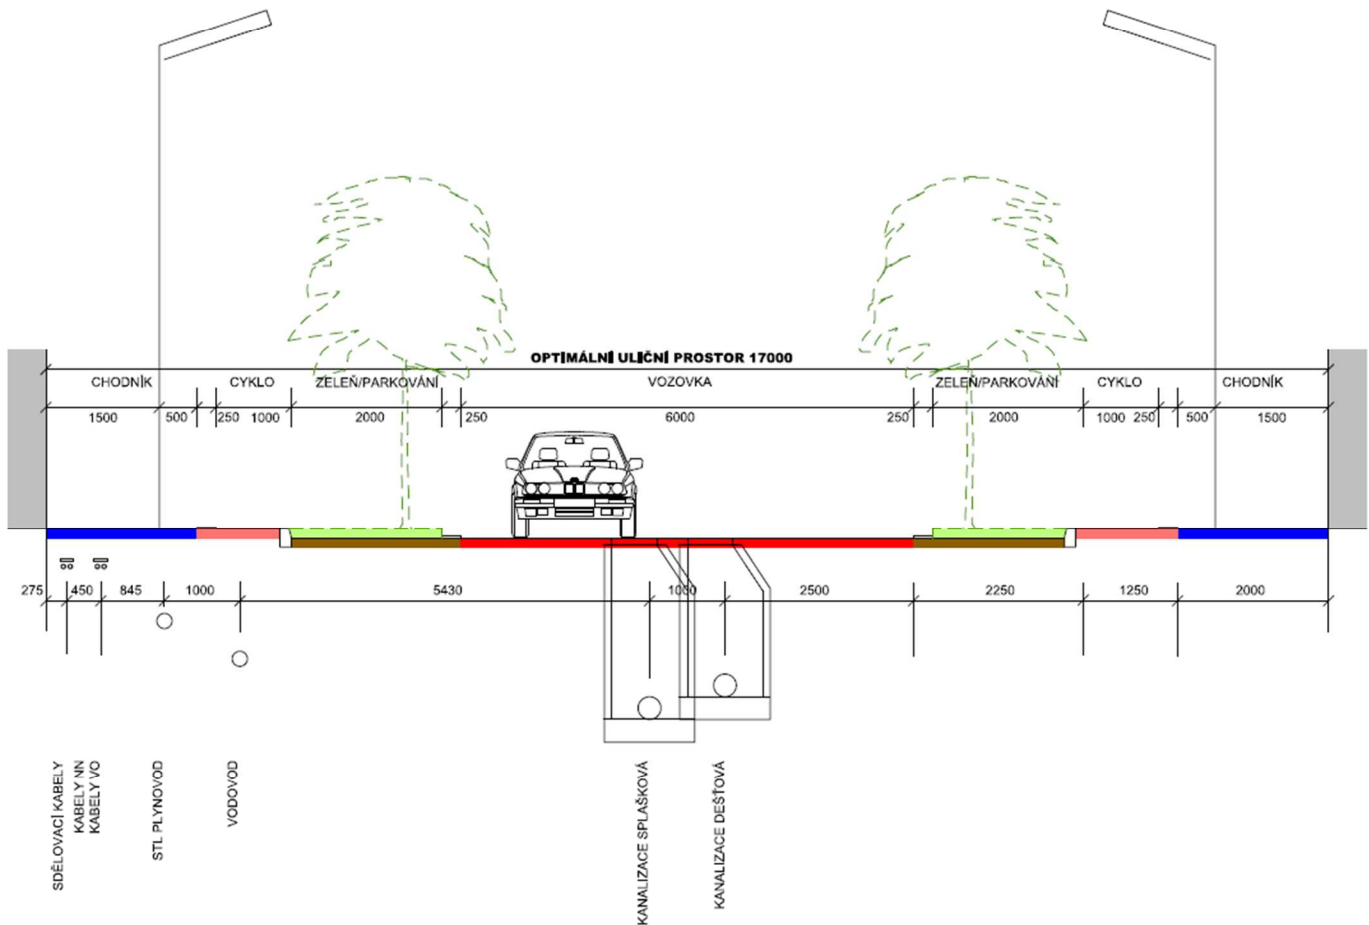 OPTIMÁLNÍ ULIČNÍ PROSTOR 17000
CHODNÍK CYKLO ZELEŇ/PARKOVÁNÍ VOZOVKA ZELEŇ/PARKOVÁNÍ CYKLO CHODNÍK
1500 500 250 1000 2000 250 6000 250 2000 1000 250 500 1500
275 450 845 1000 5430 1000 2500 2250 1250 2000
SDĚLOVACÍ KABELY
KABELY NN
KABELY VO
STL PLYNOVOD
VODOVOD
KANALIZACE SPLAŠKOVÁ
KANALIZACE DEŠŤOVÁ